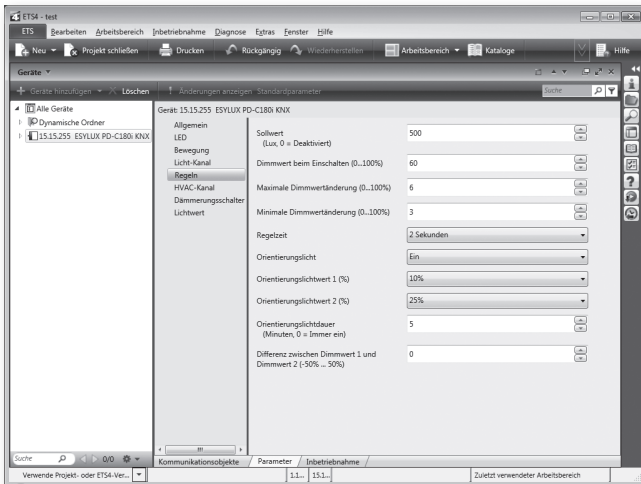 ETS4 - test
ETS Bearbeiten Arbeitsbereich Inbetriebnahme Diagnose Extras Fenster Hilfe
Neu Projekt schließen Drucken Rückgängig Wiederherstellen Arbeitsbereich Kataloge Hilfe
Geräte
Geräte hinzufügen Löschen Änderungen anzeigen Standardparameter Suche
Alle Geräte
Dynamische Ordner
15.15.255 ESYLUX PD-C180i KNX
Gerät: 15.15.255 ESYLUX PD-C180i KNX
Allgemein
LED
Bewegung
Licht-Kanal
Regeln
HVAC-Kanal
Dämmerungsschalter
Lichtwert
Sollwert
(Lux, 0 = Deaktiviert)
500
Dimmwert beim Einschalten (0...100%) 60
Maximale Dimmwertänderung (0...100%) 6
Minimale Dimmwertänderung (0...100%) 3
Regelzeit 2 Sekunden
Orientierungslicht Ein
Orientierungslichtwert 1 (%) 10%
Orientierungslichtwert 2 (%) 25%
Orientierungslichtdauer
(Minuten, 0 = Immer ein)
5
Differenz zwischen Dimmwert 1 und
Dimmwert 2 (-50% ... 50%)
0
Suche 0/0
Kommunikationsobjekte Parameter Inbetriebnahme
Verwende Projekt- oder ETS4-Ver... 1.1... 15.1... Zuletzt verwendeter Arbeitsbereich